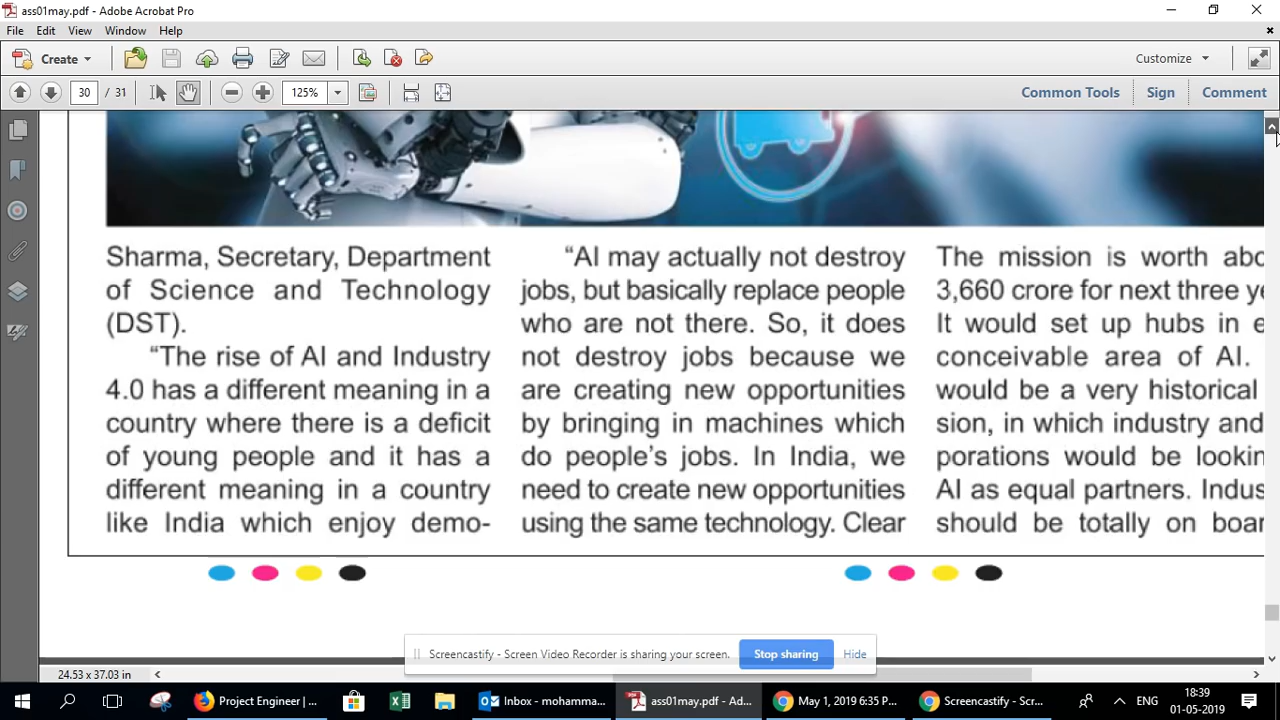 ass01may.pdf - Adobe Acrobat Pro
File Edit View Window Help
Create
Customize
30 / 31
125%
Common Tools Sign Comment
Sharma, Secretary, Department
of Science and Technology
(DST).
“The rise of AI and Industry
4.0 has a different meaning in a
country where there is a deficit
of young people and it has a
different meaning in a country
like India which enjoy demo-
“AI may actually not destroy
jobs, but basically replace people
who are not there. So, it does
not destroy jobs because we
are creating new opportunities
by bringing in machines which
do people’s jobs. In India, we
need to create new opportunities
using the same technology. Clear
The mission is worth abo
3,660 crore for next three ye
It would set up hubs in e
conceivable area of AI.
would be a very historical
sion, in which industry and
porations would be lookin
AI as equal partners. Indus
should be totally on boar
Screencastify - Screen Video Recorder is sharing your screen.
Stop sharing
Hide
24.53 x 37.03 in
Project Engineer | ...
Inbox - mohamma...
ass01may.pdf - Ad...
May 1, 2019 6:35 P...
Screencastify - Scr...
ENG
18:39
01-05-2019